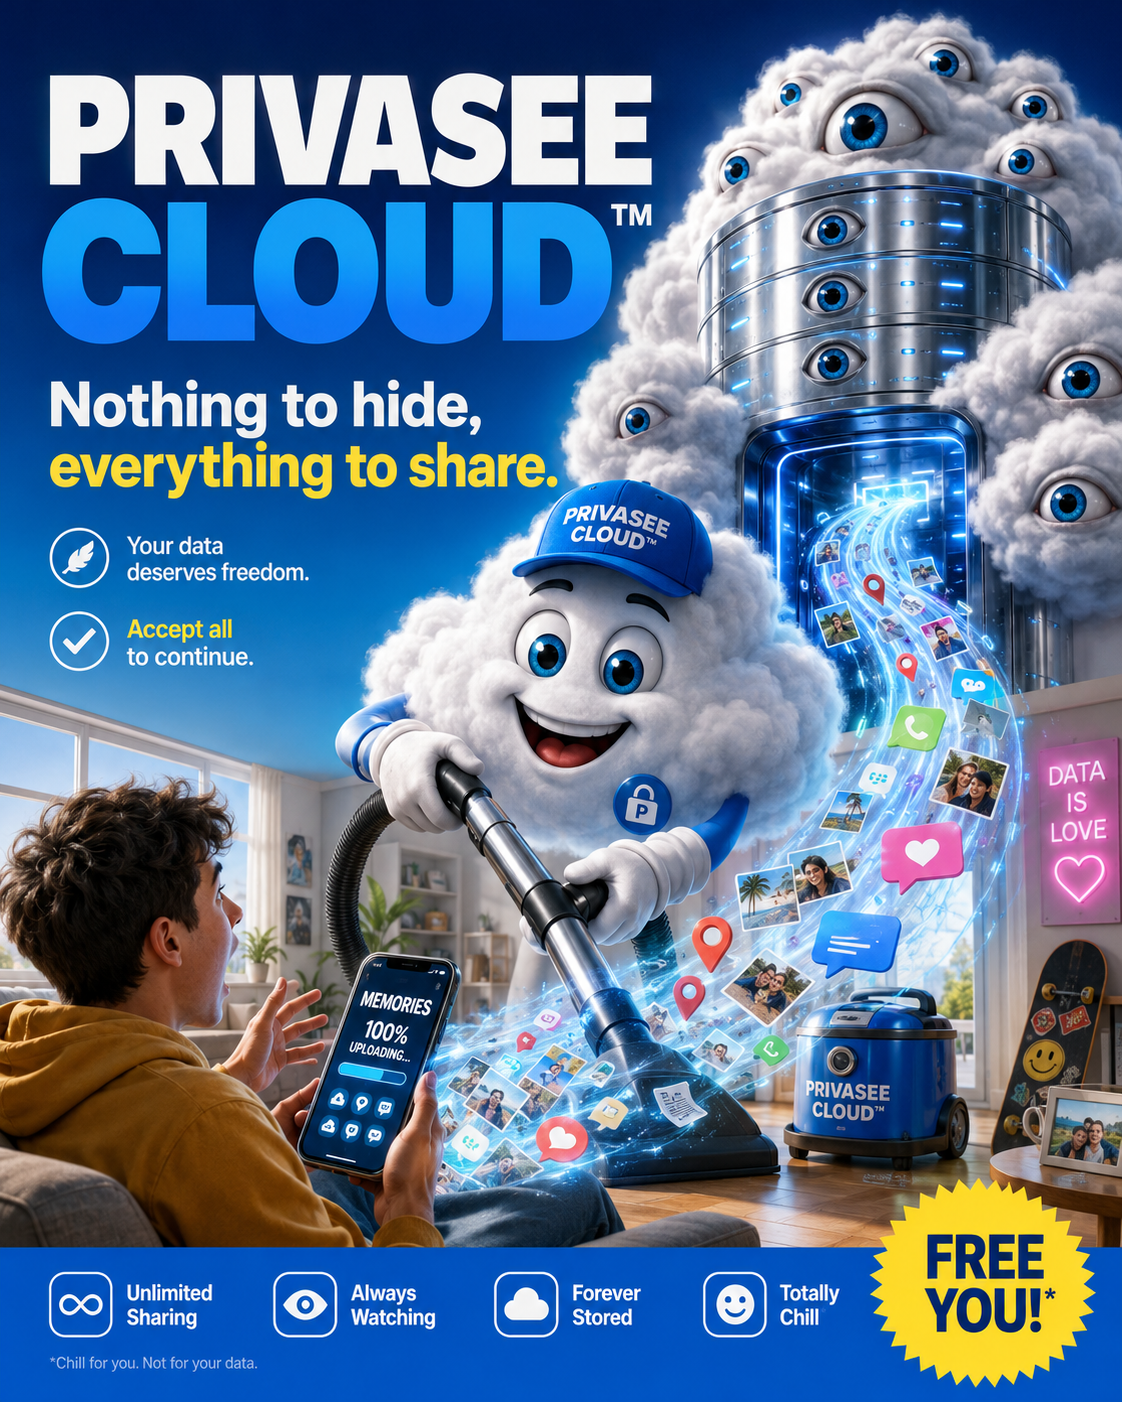 PRIVASEE
CLOUD™
Nothing to hide,
everything to share.
Your data
deserves freedom.
Accept all
to continue.
PRIVASEE
CLOUD™
P
DATA
IS
LOVE
MEMORIES
100%
UPLOADING...
PRIVASEE
CLOUD™
FREE
YOU!*
Unlimited
Sharing
Always
Watching
Forever
Stored
Totally
Chill
*Chill for you. Not for your data.